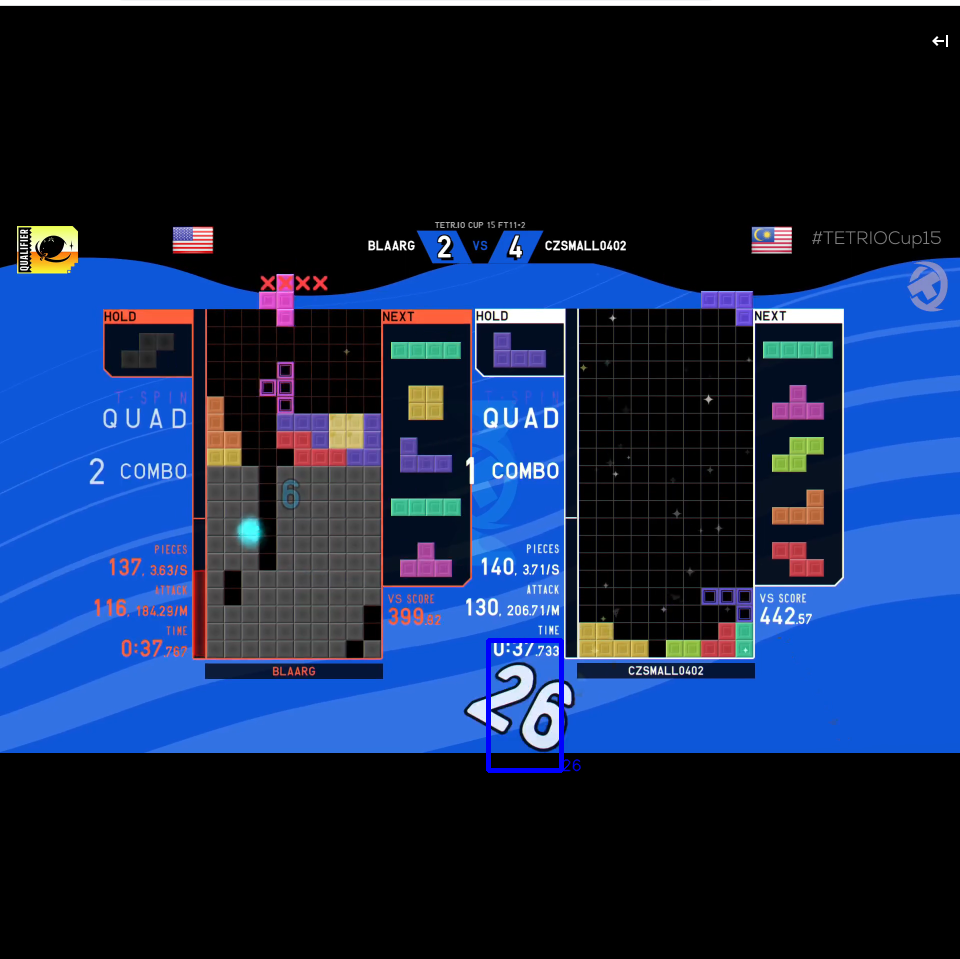 TETR.IO CUP 15 FT11-2
QUALIFIER
BLAARG 2 VS 4 CZSMALL0402
#TETRIOCup15
HOLD
NEXT
HOLD
NEXT
T-SPIN
QUAD
2 COMBO
6
PIECES
137, 3.63/S
ATTACK
116, 184.29/M
TIME
0:37.767
VS SCORE
399.82
BLAARG
QUAD
1 COMBO
PIECES
140, 3.71/S
ATTACK
130, 206.71/M
TIME
0:37.733
VS SCORE
442.57
CZSMALL0402
26
26